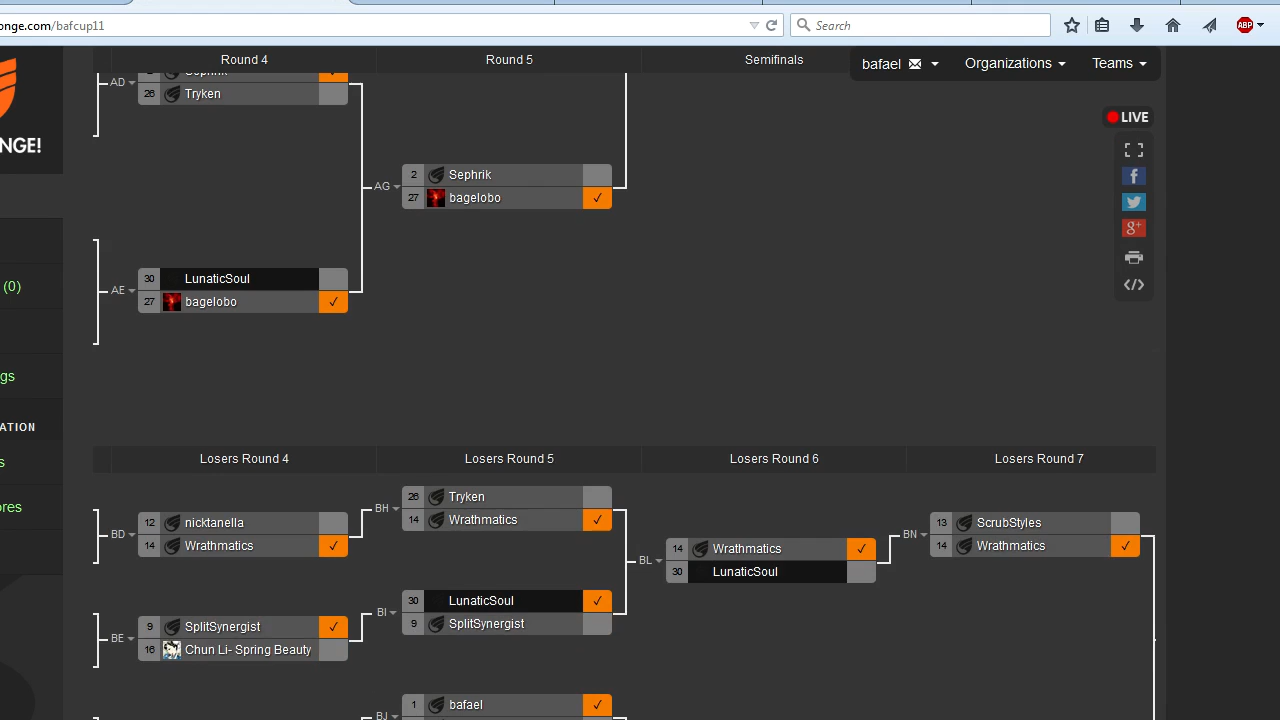 onge.com/bafcup11
Search
ABP
Round 4
Round 5
Semifinals
bafael
Organizations
Teams
NGE!
AD
Sephrik
26 Tryken
LIVE
AG
2 Sephrik
27 bagelobo
(0)
AE
30 LunaticSoul
27 bagelobo
gs
ATION
s
ores
Losers Round 4
Losers Round 5
Losers Round 6
Losers Round 7
BD
12 nicktanella
14 Wrathmatics
BH
26 Tryken
14 Wrathmatics
BL
14 Wrathmatics
30 LunaticSoul
BN
13 ScrubStyles
14 Wrathmatics
BE
9 SplitSynergist
16 Chun Li- Spring Beauty
BI
30 LunaticSoul
9 SplitSynergist
BJ
1 bafael